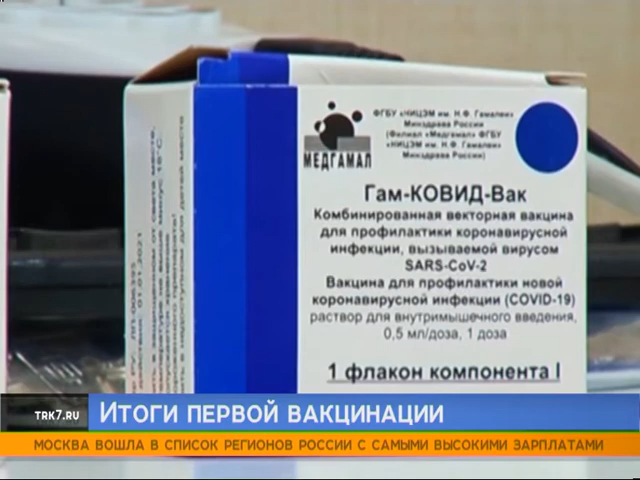 ФГБУ «НИЦЭМ им. Н.Ф. Гамалеи»
Минздрава России
(Филиал «Медгамал» ФГБУ
«НИЦЭМ им. Н.Ф. Гамалеи»
Минздрава России)
МЕДГАМАЛ
Гам-КОВИД-Вак
Комбинированная векторная вакцина
для профилактики коронавирусной
инфекции, вызываемой вирусом
SARS-CoV-2
Вакцина для профилактики новой
коронавирусной инфекции (COVID-19)
раствор для внутримышечного введения,
0,5 мл/доза, 1 доза
1 флакон компонента I
TRK7.RU
ИТОГИ ПЕРВОЙ ВАКЦИНАЦИИ
МОСКВА ВОШЛА В СПИСОК РЕГИОНОВ РОССИИ С САМЫМИ ВЫСОКИМИ ЗАРПЛАТАМИ